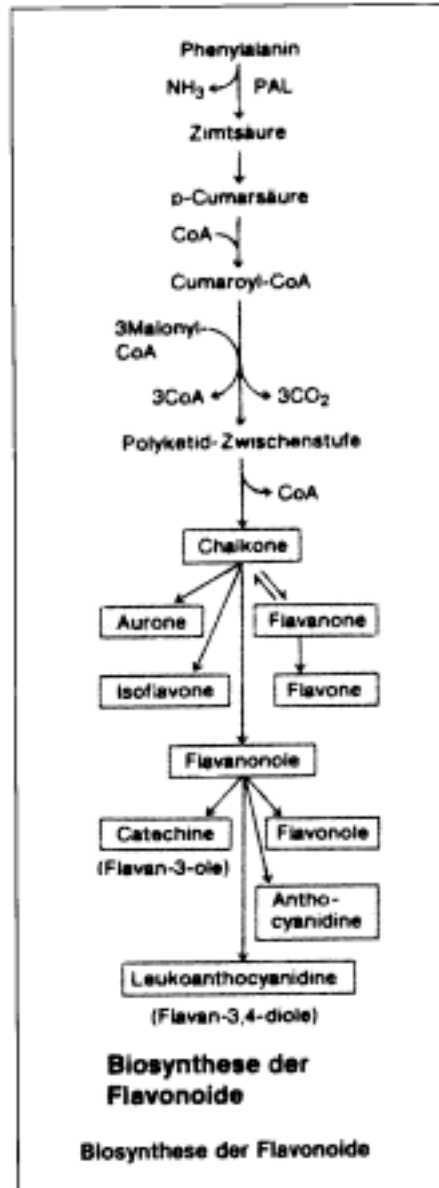 Phenylalanin
NH₃ PAL
Zimtsäure
p-Cumarsäure
CoA
Cumaroyl-CoA
3Malonyl-
CoA
3CoA 3CO₂
Polyketid-Zwischenstufe
CoA
Chalkone
Aurone Flavanone
Isoflavone Flavone
Flavanonole
Catechine Flavonole
(Flavan-3-ole)
Antho-
cyanidine
Leukoanthocyanidine
(Flavan-3,4-diole)
Biosynthese der
Flavonoide
Biosynthese der Flavonoide